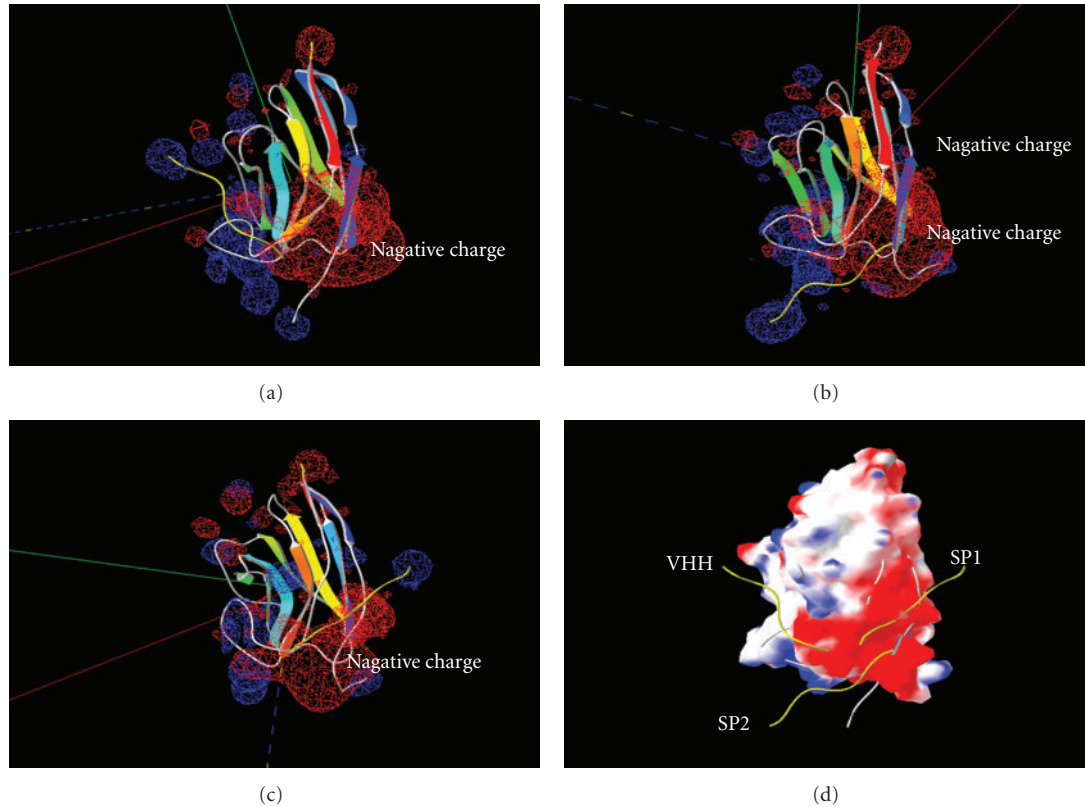 Nagative charge
(a)
Nagative charge
Nagative charge
(b)
Nagative charge
(c)
VHH
SP1
SP2
(d)